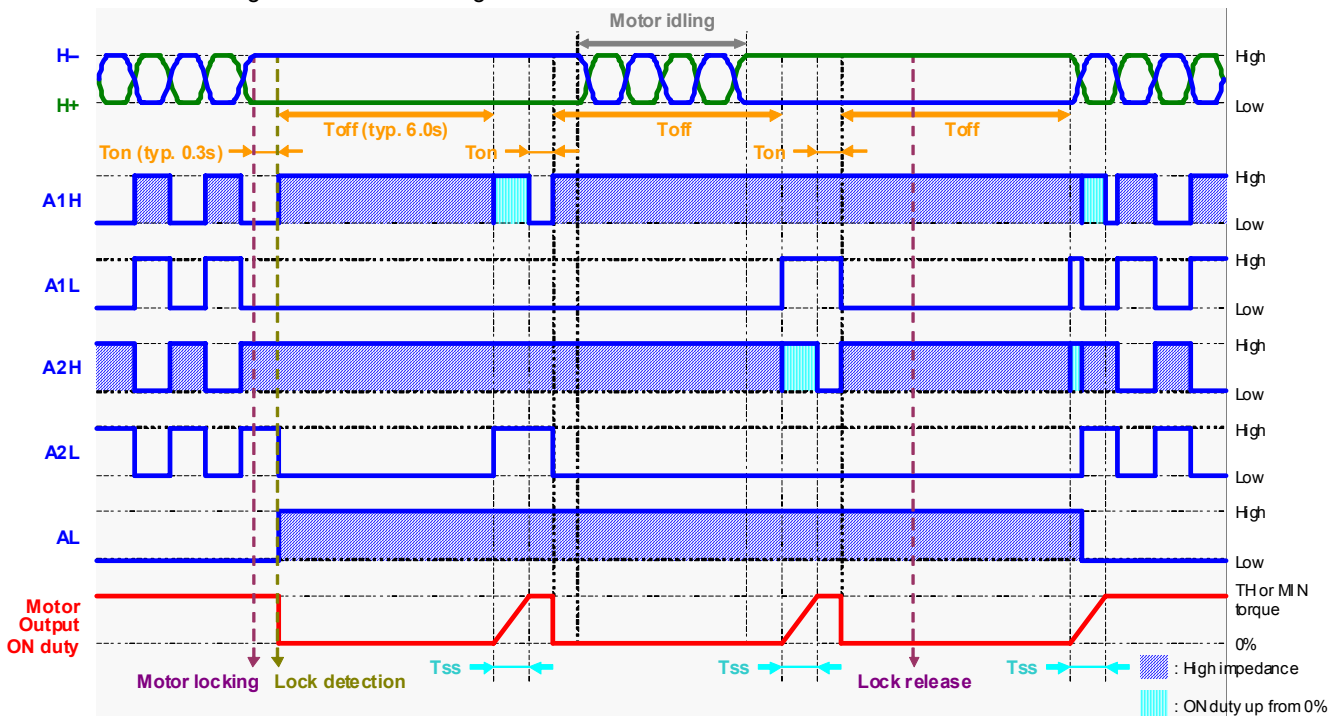 Motor idling
H– High
H+ Low
Toff (typ. 6.0s) Toff Toff
Ton (typ. 0.3s) Ton Ton
A1H High
Low
A1L High
Low
A2H High
Low
A2L High
Low
AL High
Low
Motor Output ON duty TH or MIN torque
0%
Tss Tss Tss
Motor locking Lock detection Lock release
: High impedance
: ON duty up from 0%